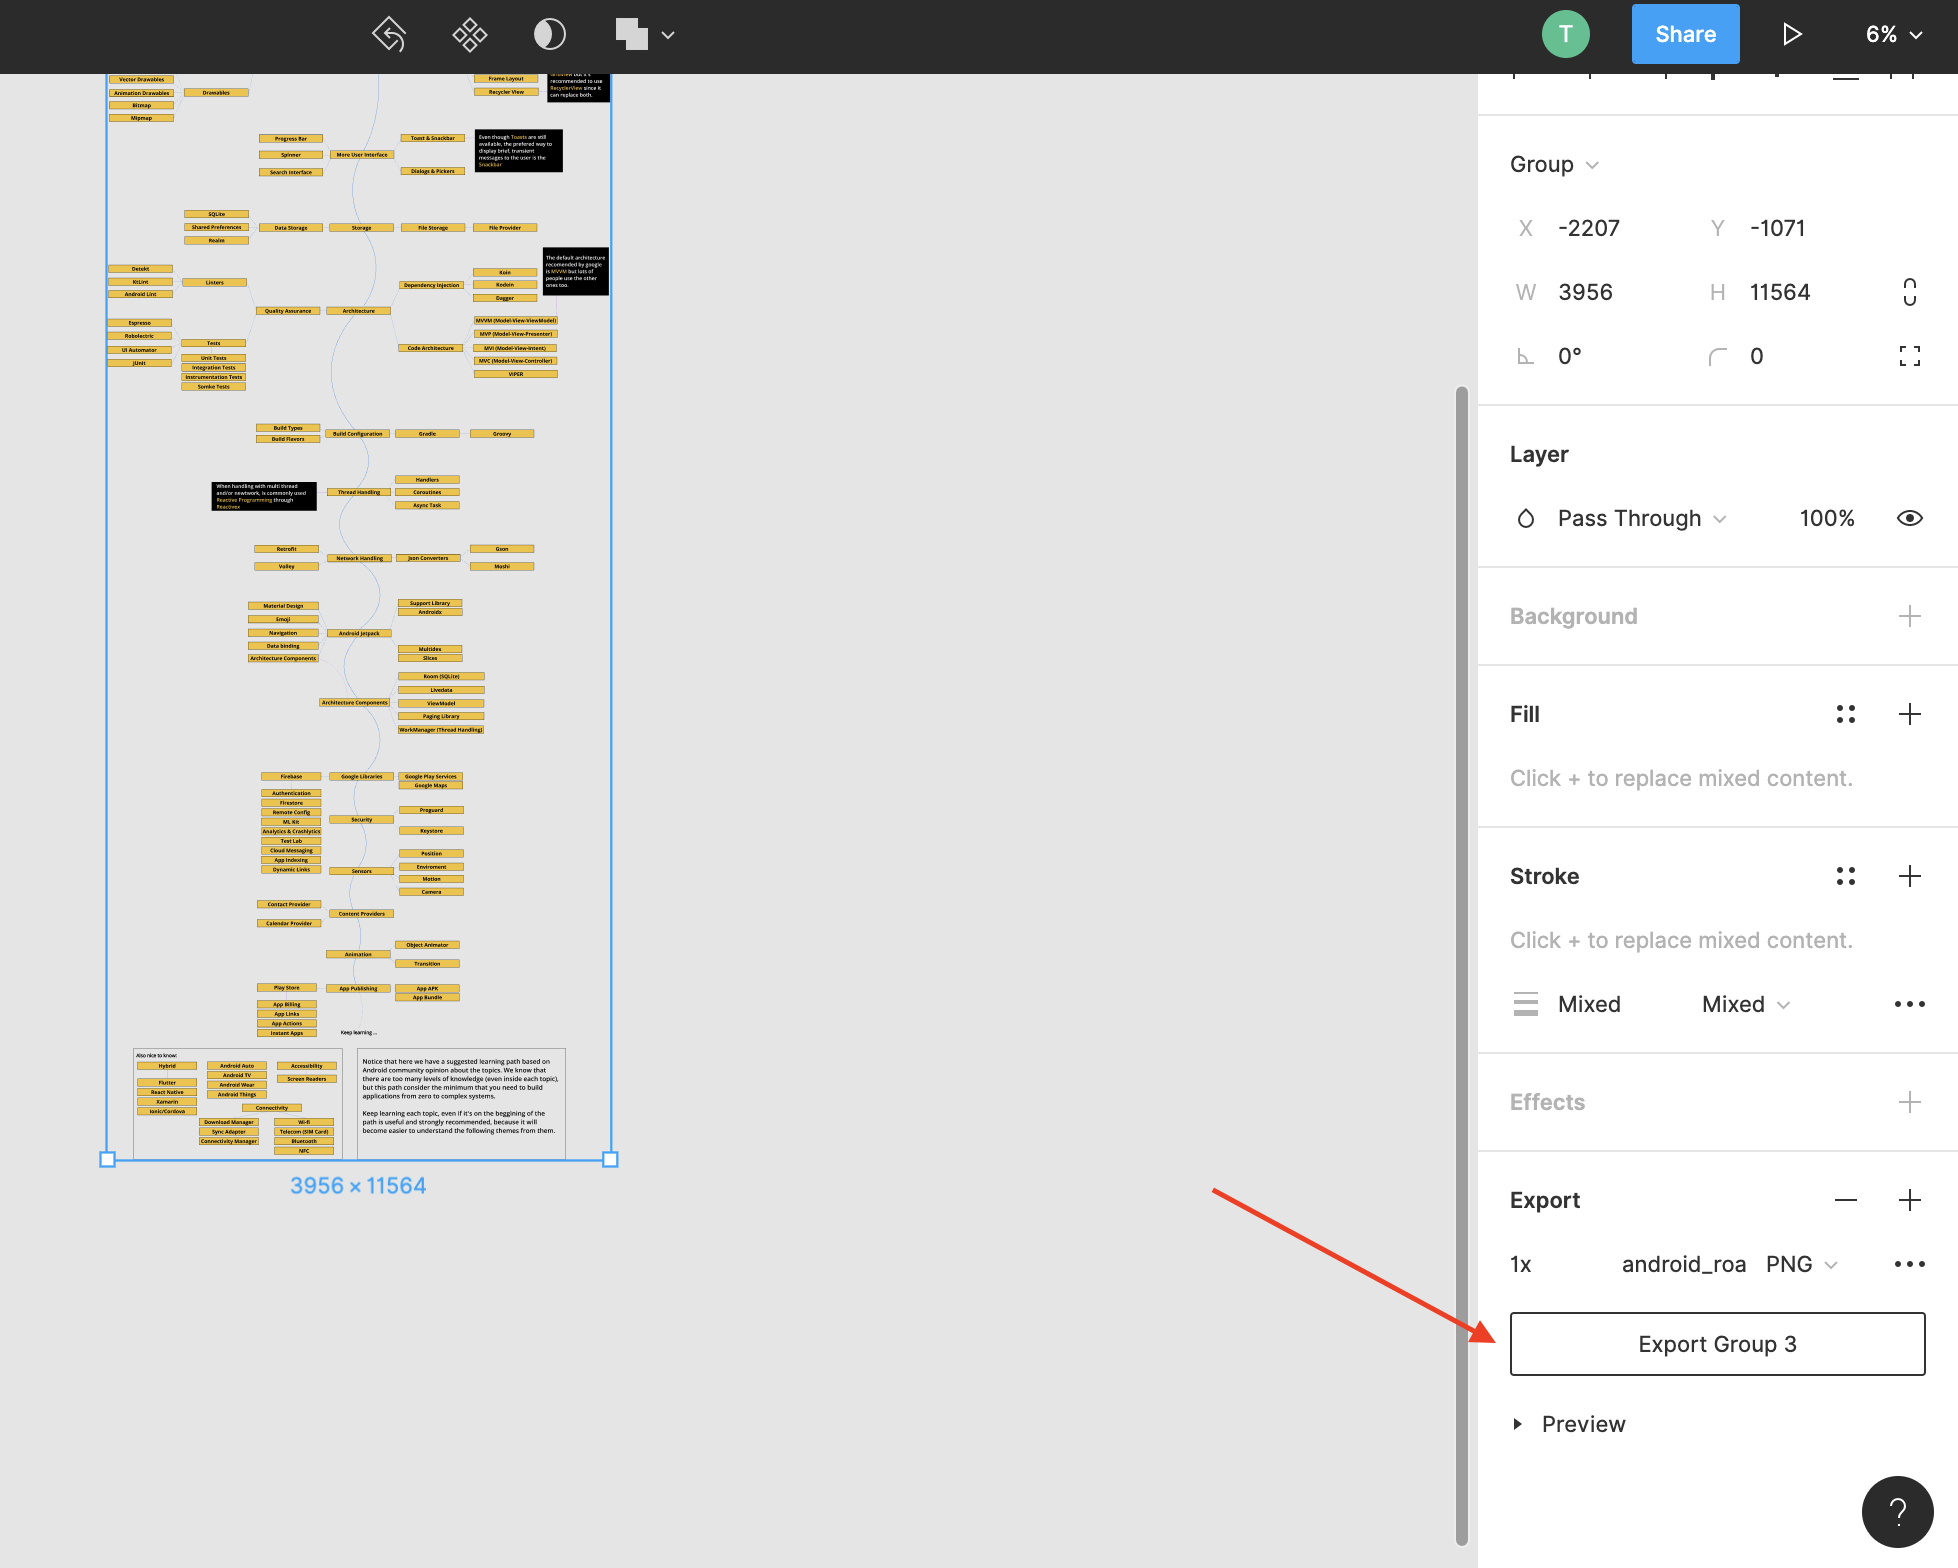 T
Share
6%
Vector Drawables
Animation Drawables
Bitmap
Mipmap
Drawables
Frame Layout
Recycler View
recommended to use
RecyclerView since it
can replace both.
Progress Bar
Spinner
Search Interface
More User Interface
Toast & Snackbar
Dialogs & Pickers
Even though Toasts are still
available, the prefered way to
display brief, transient
messages to the user is the
Snackbar
SQLite
Shared Preferences
Realm
Data Storage
Storage
File Storage
File Provider
The default architecture
recomended by google
is MVVM but lots of
people use the other
ones too.
Detekt
KtLint
Android Lint
Linters
Koin
Kodein
Dagger
Dependency Injection
Quality Assurance
Architecture
Espresso
Robolectric
UI Automator
jUnit
Tests
Unit Tests
Integration Tests
Instrumentation Tests
Somke Tests
Code Architecture
MVVM (Model-View-ViewModel)
MVP (Model-View-Presenter)
MVI (Model-View-Intent)
MVC (Model-View-Controller)
VIPER
Build Types
Build Flavors
Build Configuration
Gradle
Groovy
When handling with multi thread
and/or newtwork, is commonly used
Reactive Programming through
Reactivex
Thread Handling
Handlers
Coroutines
Async Task
Retrofit
Volley
Network Handling
Json Converters
Gson
Moshi
Material Design
Emoji
Navigation
Data binding
Architecture Components
Android Jetpack
Support Library
Androidx
Multidex
Slices
Architecture Components
Room (SQLite)
Livedata
ViewModel
Paging Library
WorkManager (Thread Handling)
Firebase
Google Libraries
Google Play Services
Google Maps
Authentication
Firestore
Remote Config
ML Kit
Analytics & Crashlytics
Test Lab
Cloud Messaging
App Indexing
Dynamic Links
Security
Proguard
Keystore
Sensors
Position
Enviroment
Motion
Camera
Contact Provider
Calendar Provider
Content Providers
Animation
Object Animator
Transition
Play Store
App Publishing
App APK
App Bundle
App Billing
App Links
App Actions
Instant Apps
Keep learning ...
Also nice to know:
Hybrid
Flutter
React Native
Xamarin
Ionic/Cordova
Android Auto
Android TV
Android Wear
Android Things
Accessibility
Screen Readers
Connectivity
Download Manager
Sync Adapter
Connectivity Manager
Wi-fi
Telecom (SIM Card)
Bluetooth
NFC
Notice that here we have a suggested learning path based on
Android community opinion about the topics. We know that
there are too many levels of knowledge (even inside each topic),
but this path consider the minimum that you need to build
applications from zero to complex systems.
Keep learning each topic, even if it's on the beggining of the
path is useful and strongly recommended, because it will
become easier to understand the following themes from them.
3956 × 11564
Group
X -2207 Y -1071
W 3956 H 11564
0° 0
Layer
Pass Through 100%
Background
Fill
Click + to replace mixed content.
Stroke
Click + to replace mixed content.
Mixed Mixed
Effects
Export
1x android_roa PNG
Export Group 3
Preview
?